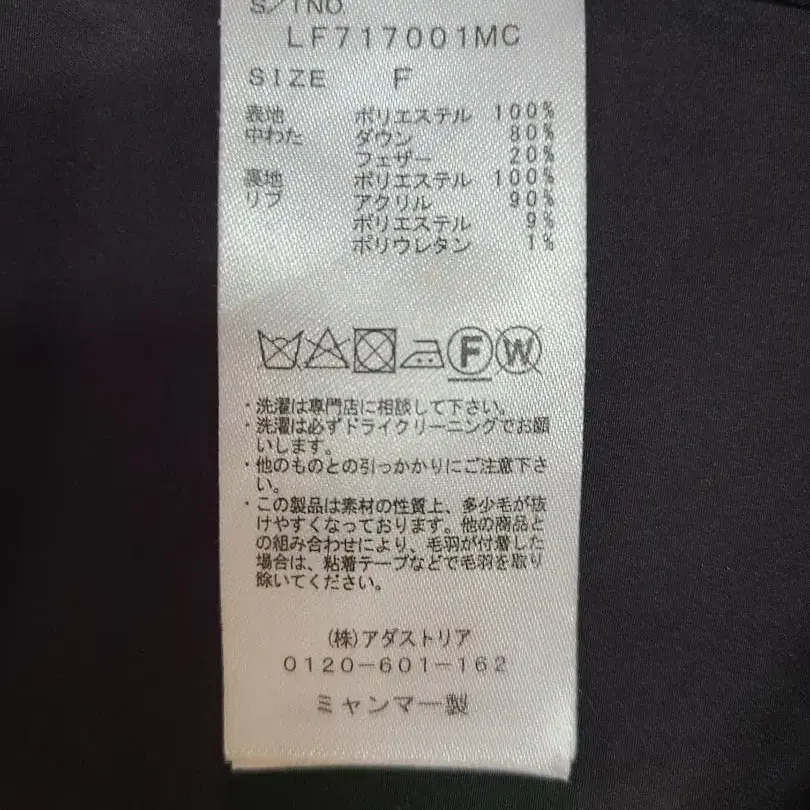 S/TNO
LF717001MC
SIZE F
表地 ポリエステル 100%
中わた ダウン 80%
フェザー 20%
裏地 ポリエステル 100%
リブ アクリル 90%
ポリエステル 9%
ポリウレタン 1%
F W
・洗濯は専門店に相談して下さい。
・洗濯は必ずドライクリーニングでお願
いします。
・他のものとの引っかかりにご注意下さ
い。
・この製品は素材の性質上、多少毛が抜
けやすくなっております。他の商品と
の組み合わせにより、毛羽が付着した
場合は、粘着テープなどで毛羽を取り
除いてください。
(株)アダストリア
0120-601-162
ミャンマー製